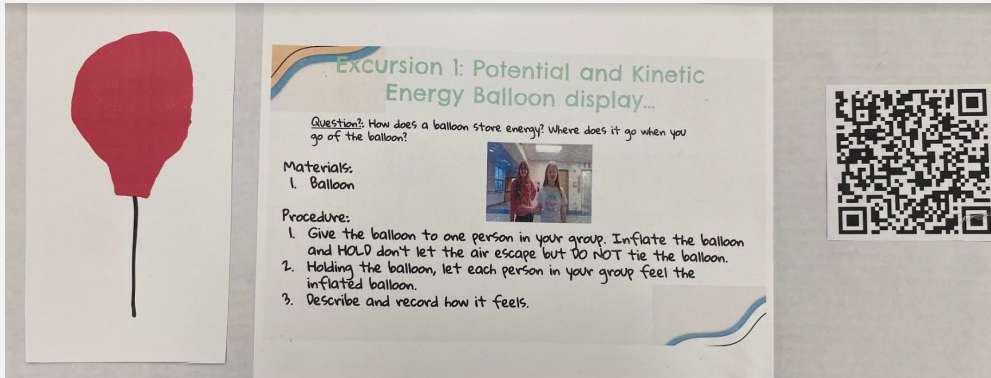 Excursion 1: Potential and Kinetic
Energy Balloon display...
Question?: How does a balloon store energy? Where does it go when you
go of the balloon?
Materials:
1. Balloon
Procedure:
1. Give the balloon to one person in your group. Inflate the balloon
and HOLD don't let the air escape but DO NOT tie the balloon.
2. Holding the balloon, let each person in your group feel the
inflated balloon.
3. Describe and record how it feels.